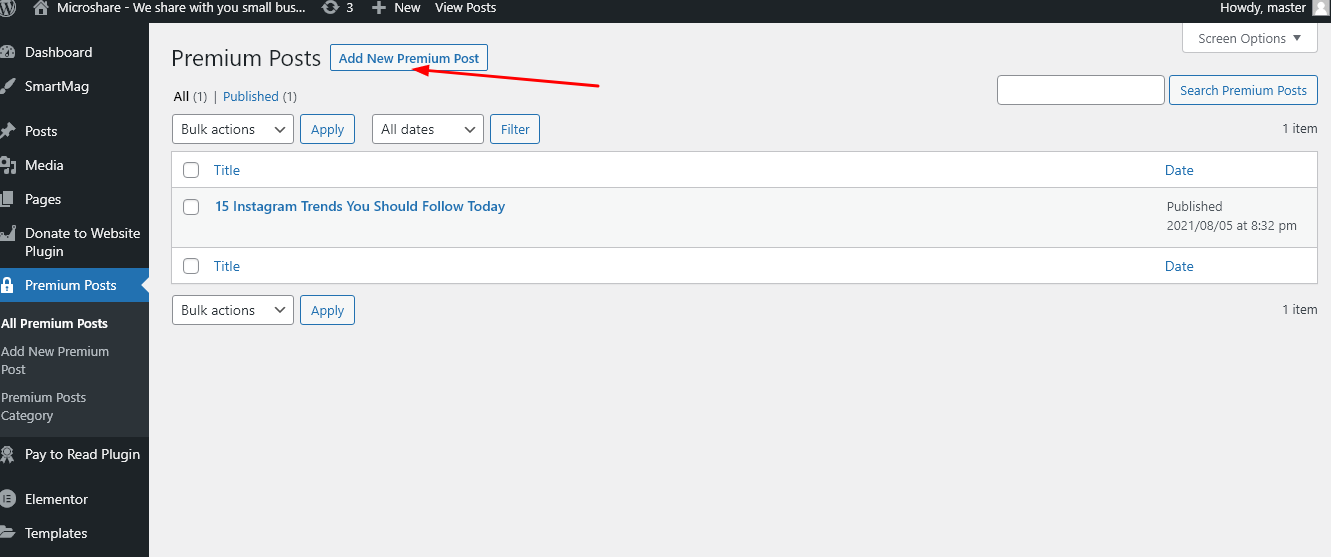 Microshare - We share with you small bus... 3 New View Posts Howdy, master
Screen Options
Dashboard
SmartMag
Posts
Media
Pages
Donate to Website
Plugin
Premium Posts
All Premium Posts
Add New Premium
Post
Premium Posts
Category
Pay to Read Plugin
Elementor
Templates
Premium Posts Add New Premium Post
All (1) | Published (1)
Search Premium Posts
Bulk actions Apply All dates Filter 1 item
Title Date
15 Instagram Trends You Should Follow Today Published
2021/08/05 at 8:32 pm
Title Date
Bulk actions Apply 1 item